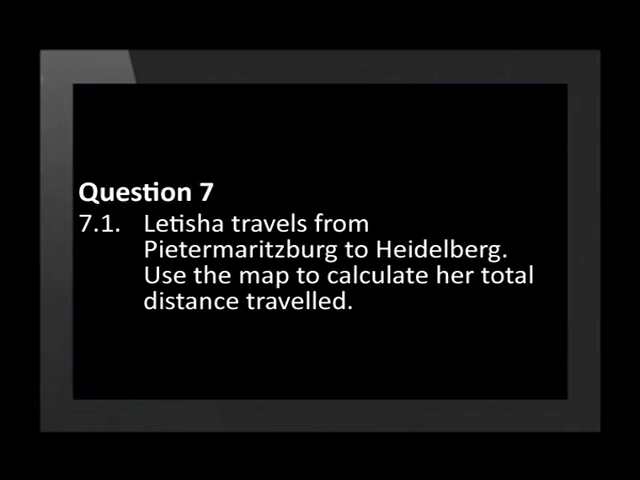 Question 7
7.1. Letisha travels from
Pietermaritzburg to Heidelberg.
Use the map to calculate her total
distance travelled.